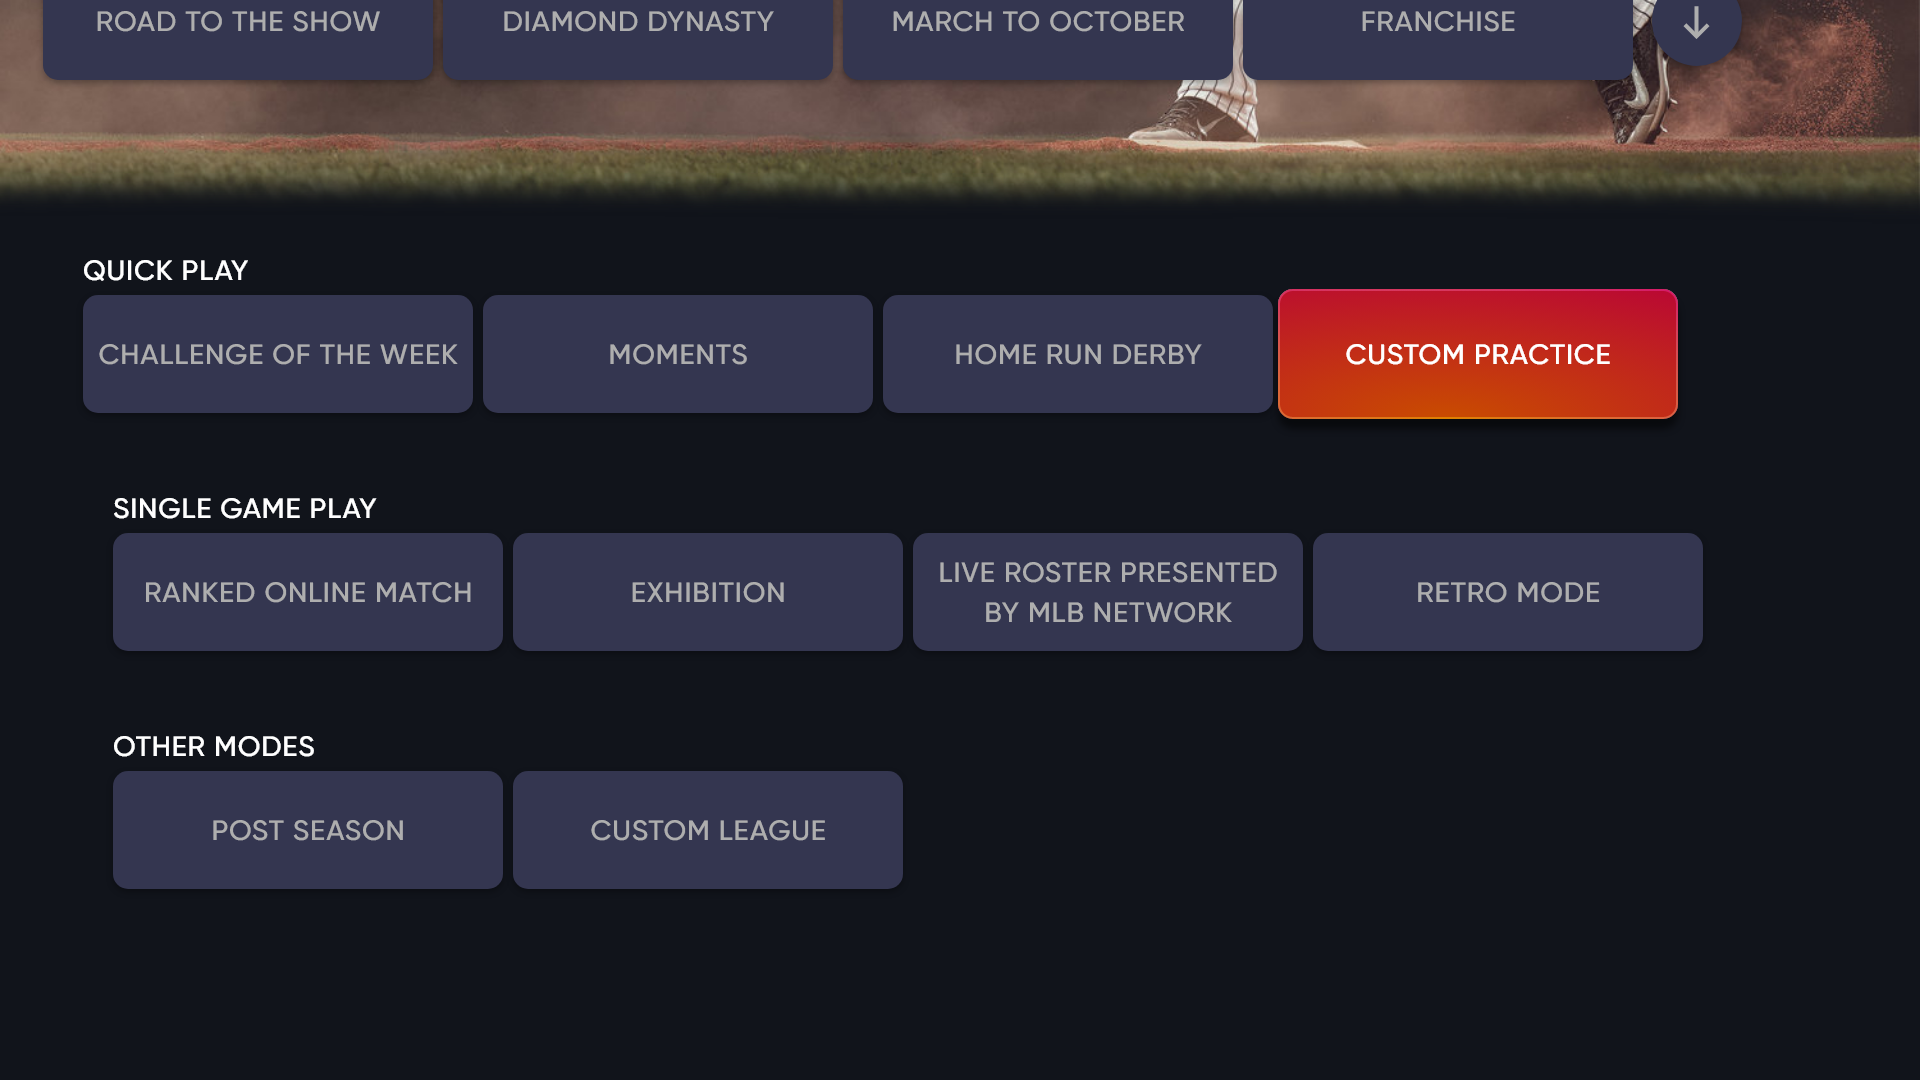 ROAD TO THE SHOW
DIAMOND DYNASTY
MARCH TO OCTOBER
FRANCHISE
QUICK PLAY
CHALLENGE OF THE WEEK
MOMENTS
HOME RUN DERBY
CUSTOM PRACTICE
SINGLE GAME PLAY
RANKED ONLINE MATCH
EXHIBITION
LIVE ROSTER PRESENTED
BY MLB NETWORK
RETRO MODE
OTHER MODES
POST SEASON
CUSTOM LEAGUE